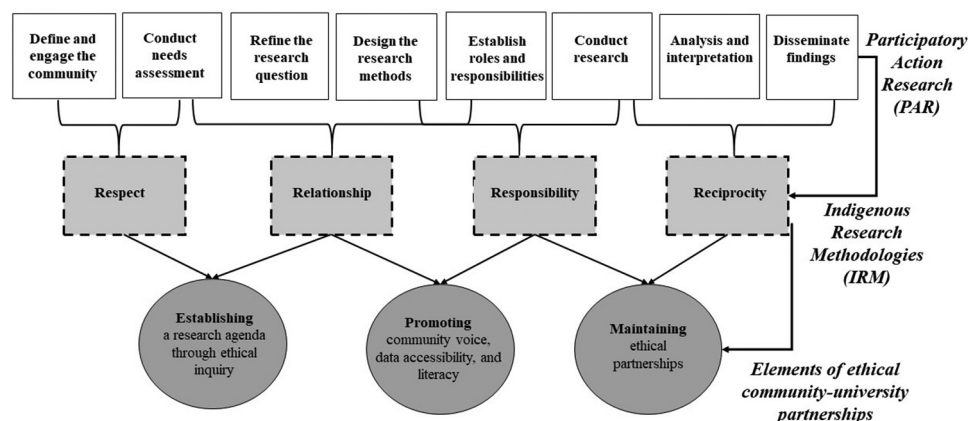 Define and
engage the
community
Conduct
needs
assessment
Refine the
research
question
Design the
research
methods
Establish
roles and
responsibilities
Conduct
research
Analysis and
interpretation
Disseminate
findings
Participatory
Action
Research
(PAR)
Respect
Relationship
Responsibility
Reciprocity
Indigenous
Research
Methodologies
(IRM)
Establishing
a research agenda
through ethical
inquiry
Promoting
community voice,
data accessibility, and
literacy
Maintaining
ethical
partnerships
Elements of ethical
community-university
partnerships